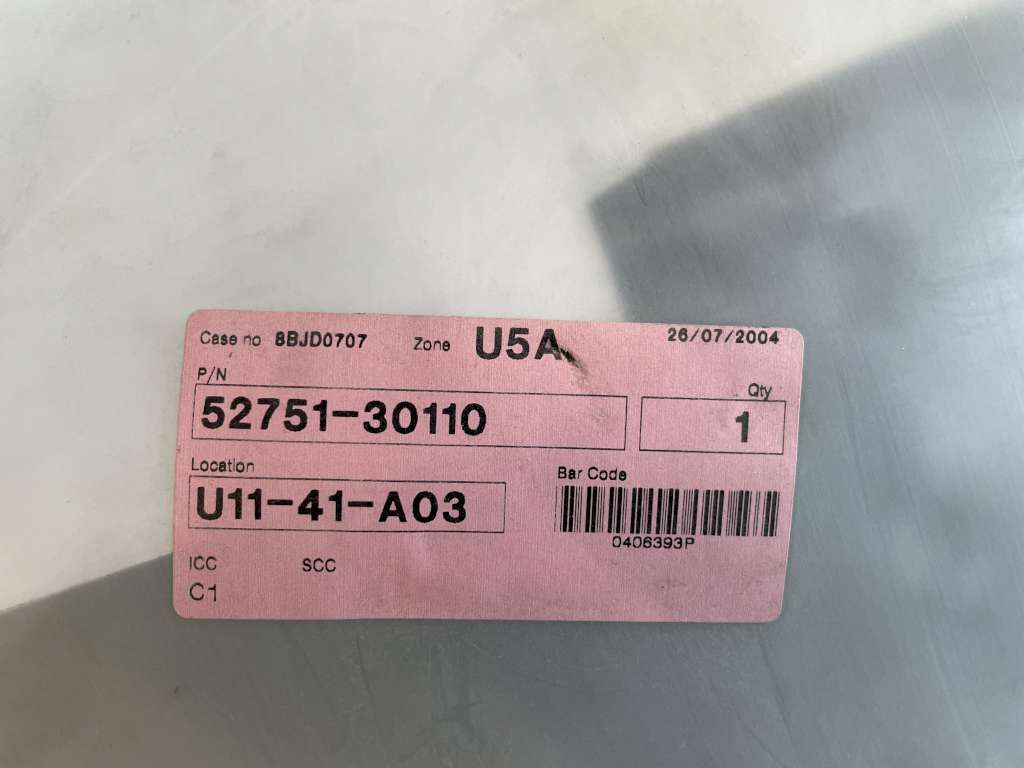 Case no 8BJD0707 Zone U5A 26/07/2004
P/N Qty
52751-30110 1
Location Bar Code
U11-41-A03
0406393P
ICC SCC
C1